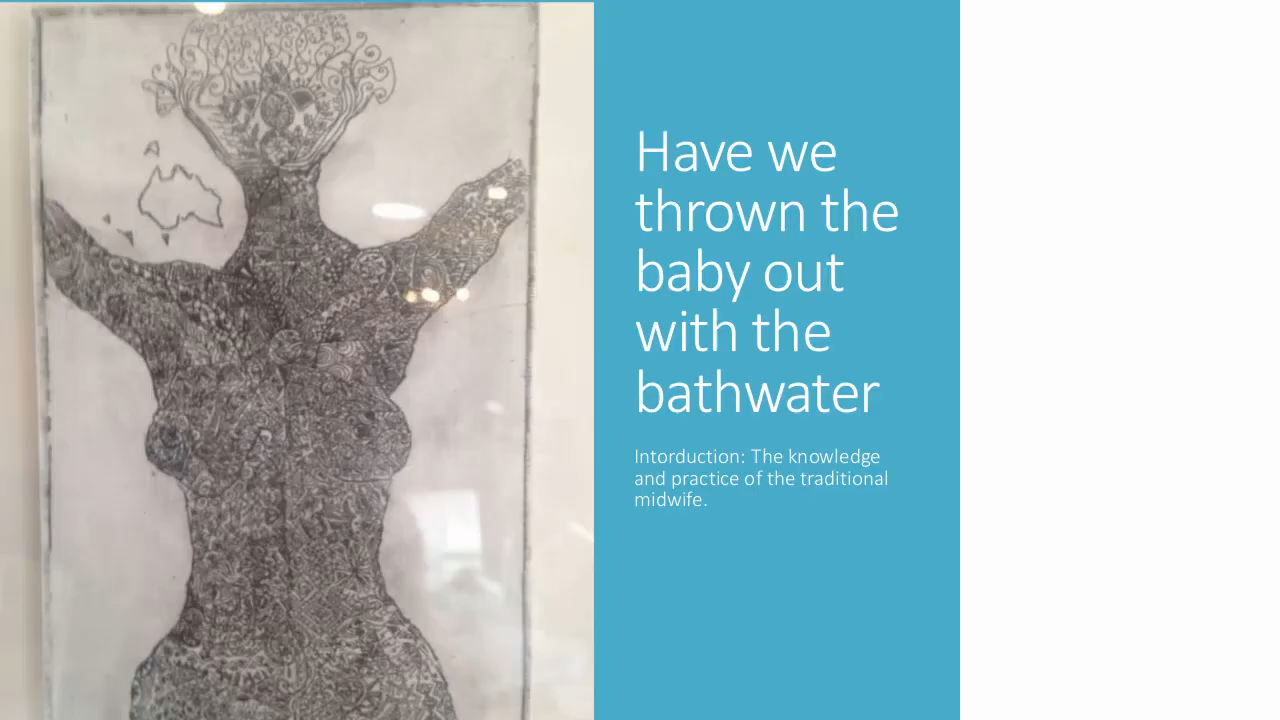 Have we
thrown the
baby out
with the
bathwater
Intorduction: The knowledge
and practice of the traditional
midwife.